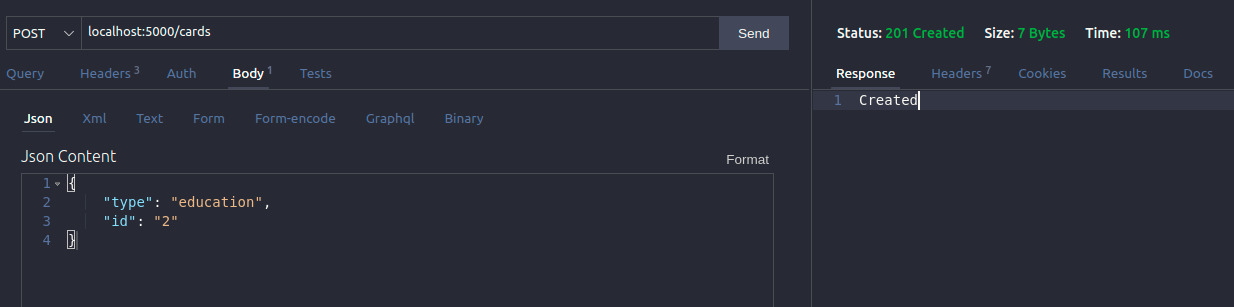 POST localhost:5000/cards Send
Query Headers 3 Auth Body 1 Tests
Json Xml Text Form Form-encode Graphql Binary
Json Content Format
1 {
2 "type": "education",
3 "id": "2"
4 }
Status: 201 Created Size: 7 Bytes Time: 107 ms
Response Headers 7 Cookies Results Docs
1 Created